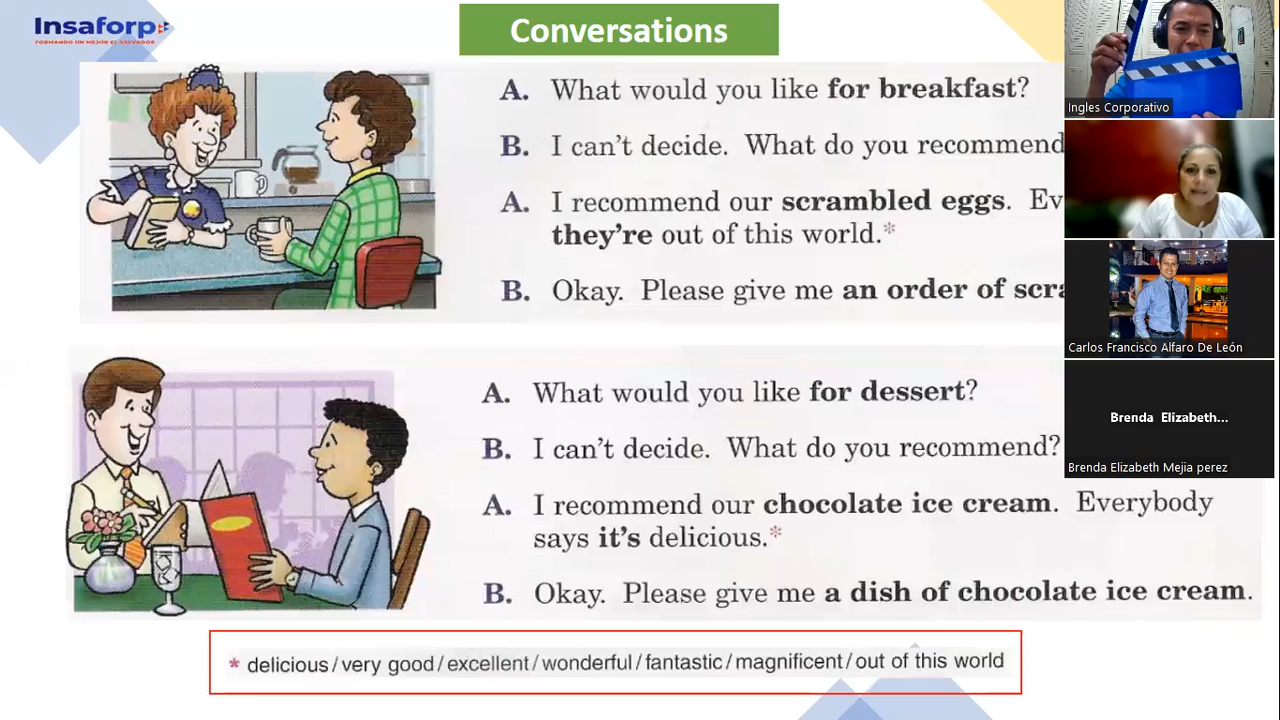 Insaforp
FORMANDO UN MEJOR EL SALVADOR
Conversations
A. What would you like for breakfast?
B. I can't decide. What do you recommend
A. I recommend our scrambled eggs.
they're out of this world.*
B. Okay. Please give me an order of
A. What would you like for dessert?
B. I can't decide. What do you recommend?
A. I recommend our chocolate ice cream. Everybody
says it's delicious.*
B. Okay. Please give me a dish of chocolate ice cream.
* delicious/very good/excellent/wonderful/fantastic/magnificent/out of this world
Ingles Corporativo
Carlos Francisco Alfaro De León
Brenda Elizabeth...
Brenda Elizabeth Mejia perez